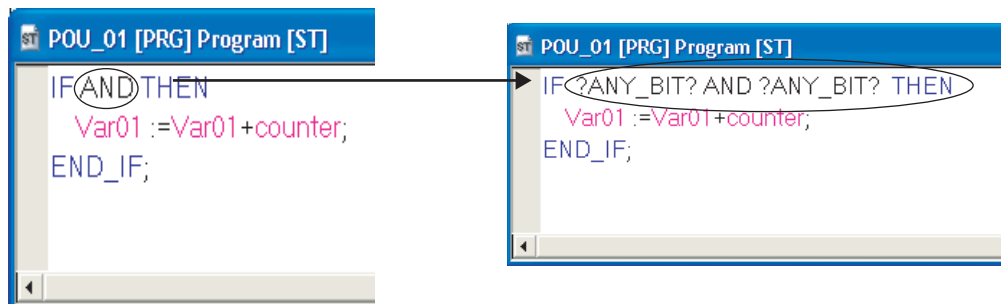 POU_01 [PRG] Program [ST]
IF AND THEN
Var01 :=Var01+counter;
END_IF;
POU_01 [PRG] Program [ST]
IF ?ANY_BIT? AND ?ANY_BIT? THEN
Var01 :=Var01+counter;
END_IF;